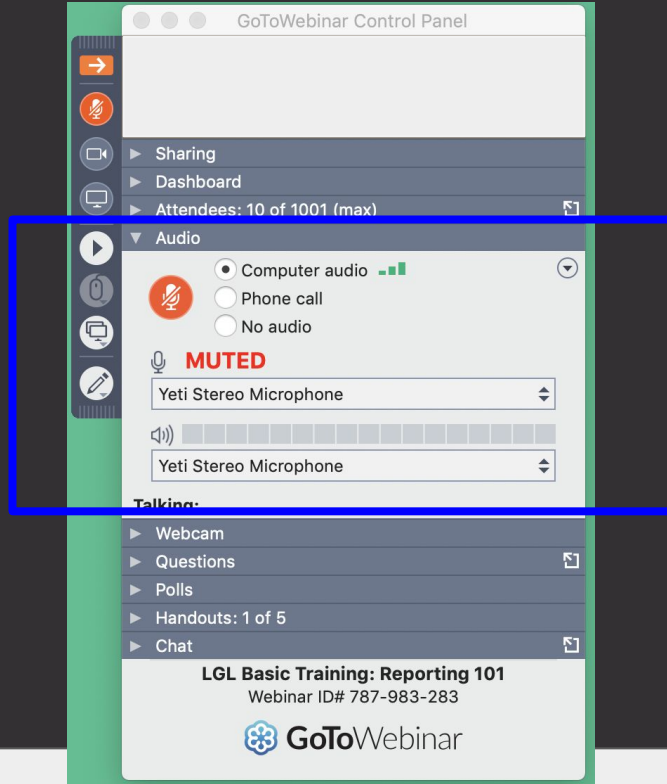 GoToWebinar Control Panel
Sharing
Dashboard
Attendees: 10 of 1001 (max)
Audio
Computer audio
Phone call
No audio
MUTED
Yeti Stereo Microphone
Yeti Stereo Microphone
Talking:
Webcam
Questions
Polls
Handouts: 1 of 5
Chat
LGL Basic Training: Reporting 101
Webinar ID# 787-983-283
GoToWebinar